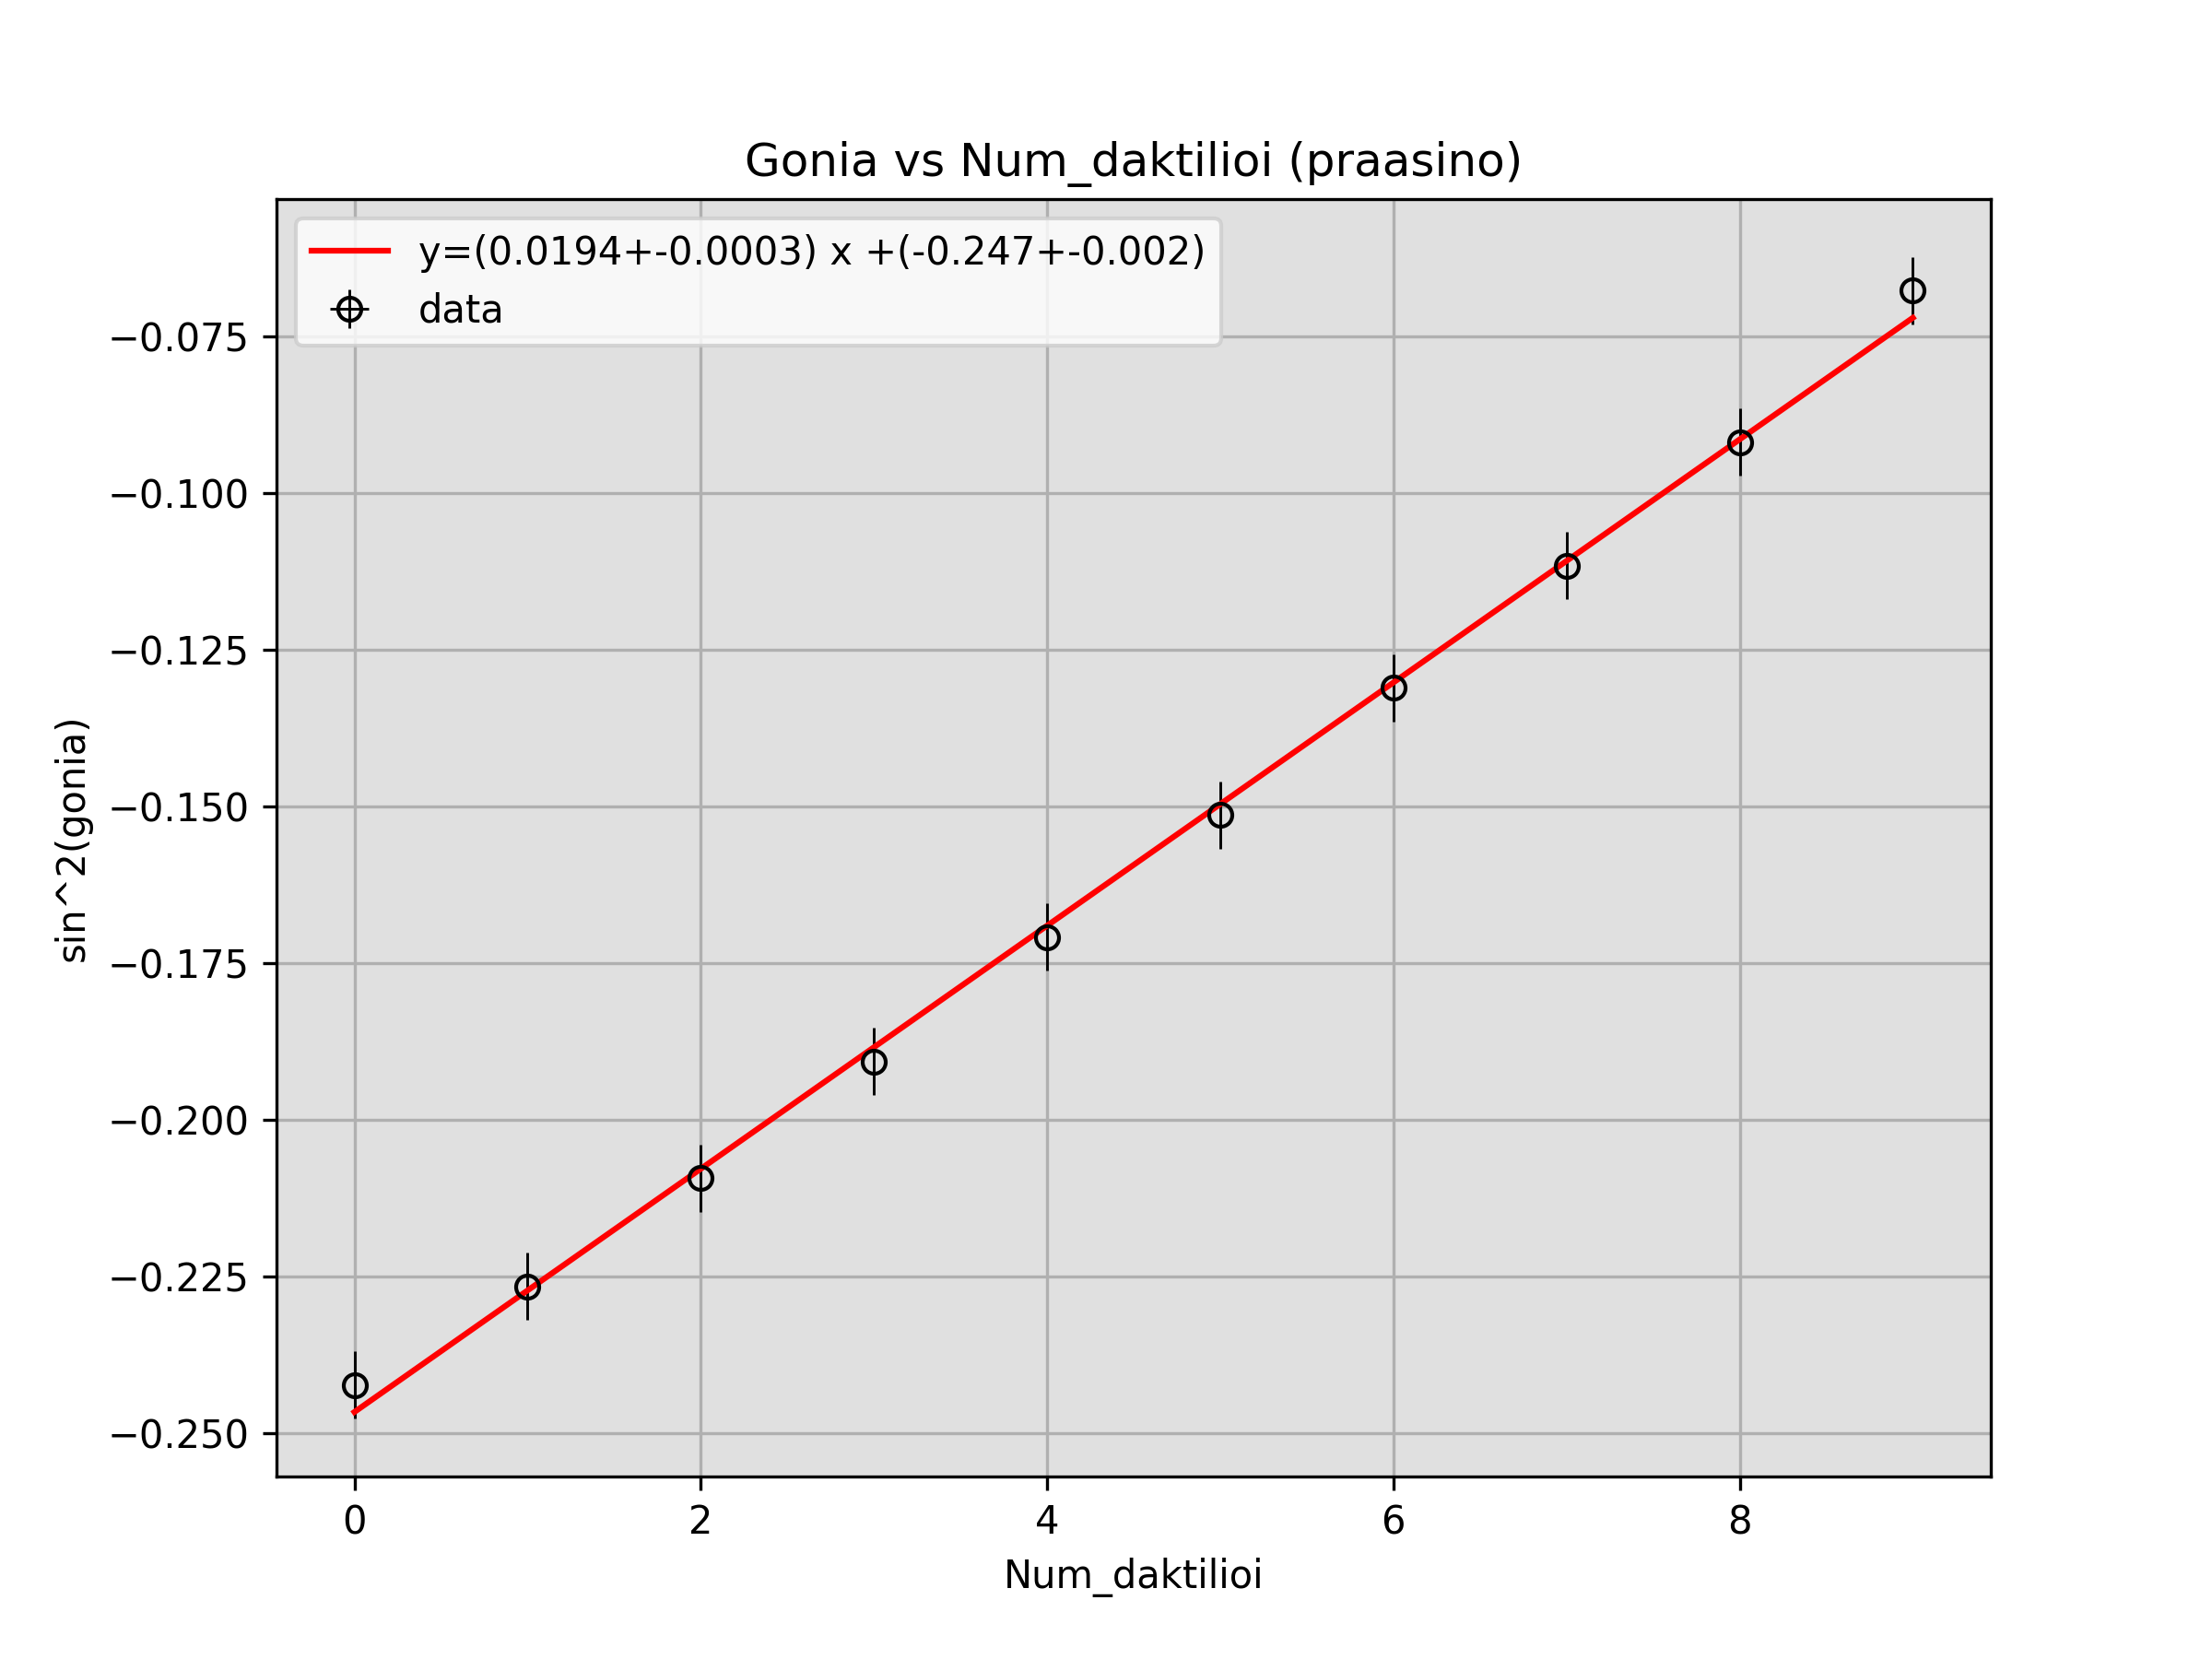 Gonia vs Num_daktilioi (praasino)
y=(0.0194+-0.0003) x +(-0.247+-0.002)
data
−0.075
−0.100
−0.125
−0.150
−0.175
−0.200
−0.225
−0.250
sin^2(gonia)
0 2 4 6 8
Num_daktilioi